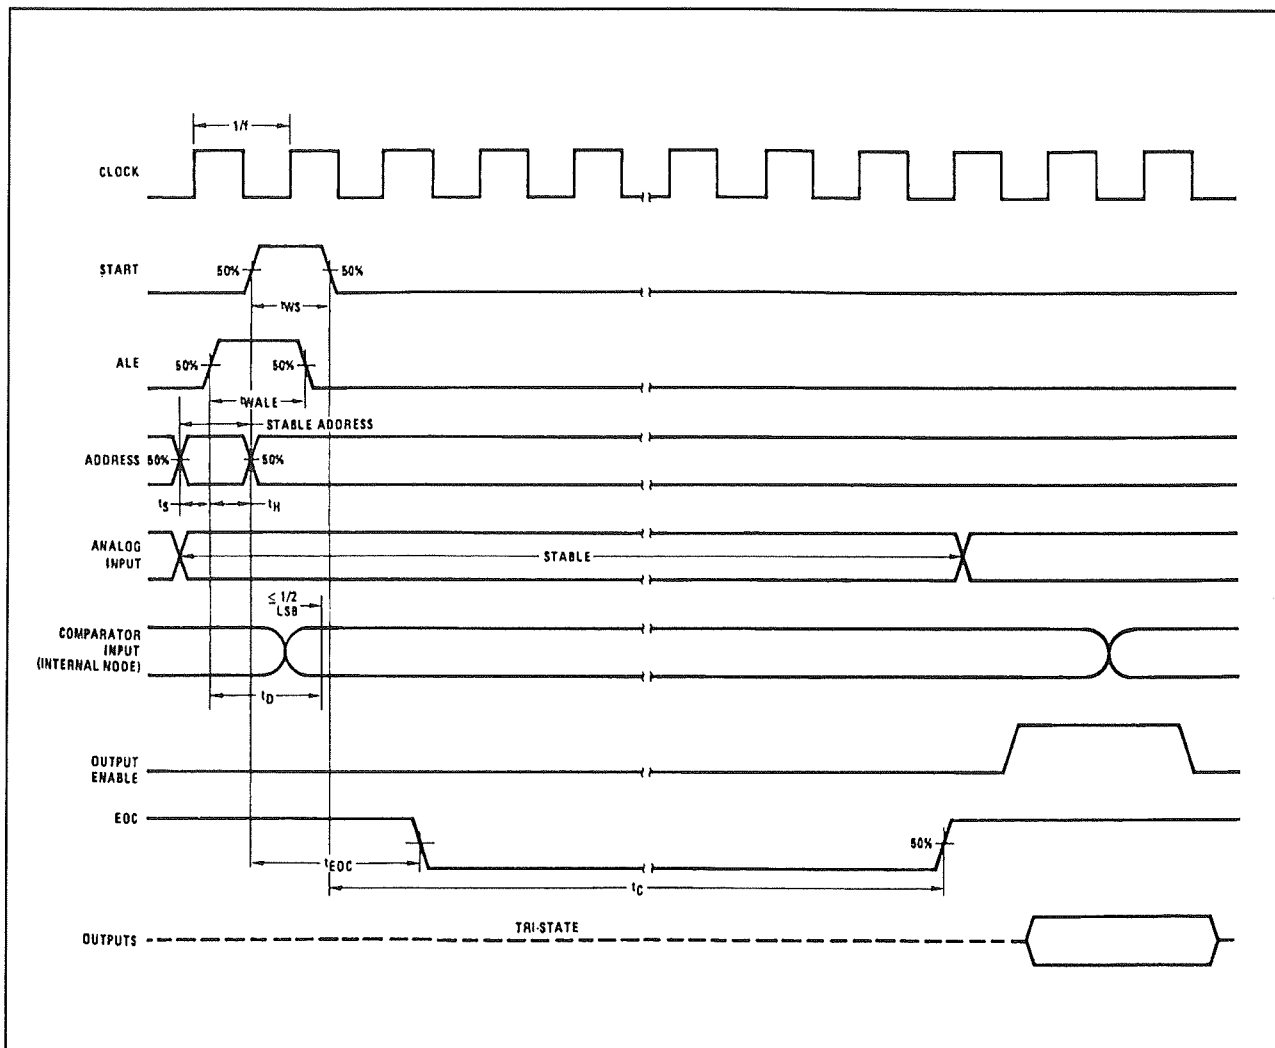 1/f
CLOCK
START
50%
50%
tWS
ALE
50%
50%
tWALE
STABLE ADDRESS
ADDRESS
50%
50%
tS
tH
ANALOG
INPUT
STABLE
≤ 1/2
LSB
COMPARATOR
INPUT
(INTERNAL NODE)
tD
OUTPUT
ENABLE
EOC
50%
tEOC
tC
TRI-STATE
OUTPUTS